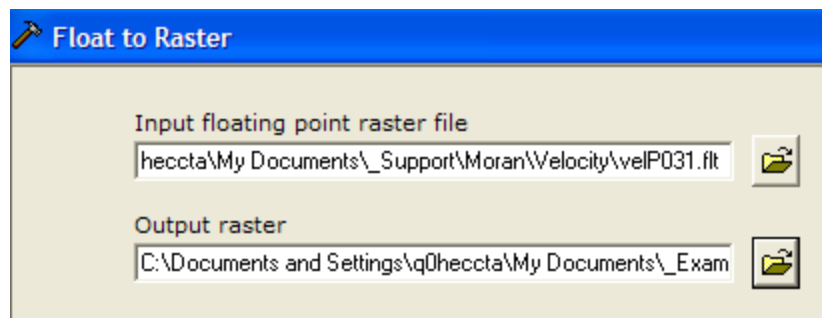 Float to Raster
Input floating point raster file
heccta\My Documents\_Support\Moran\Velocity\velP031.flt
Output raster
C:\Documents and Settings\q0heccta\My Documents\_Exam